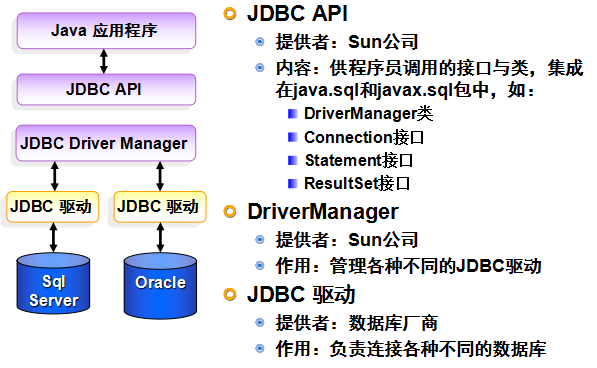 Java 应用程序
JDBC API
JDBC Driver Manager
JDBC 驱动
JDBC 驱动
Sql
Server
Oracle
JDBC API
提供者：Sun公司
内容：供程序员调用的接口与类，集成
在java.sql和javax.sql包中，如：
DriverManager类
Connection接口
Statement接口
ResultSet接口
DriverManager
提供者：Sun公司
作用：管理各种不同的JDBC驱动
JDBC 驱动
提供者：数据库厂商
作用：负责连接各种不同的数据库